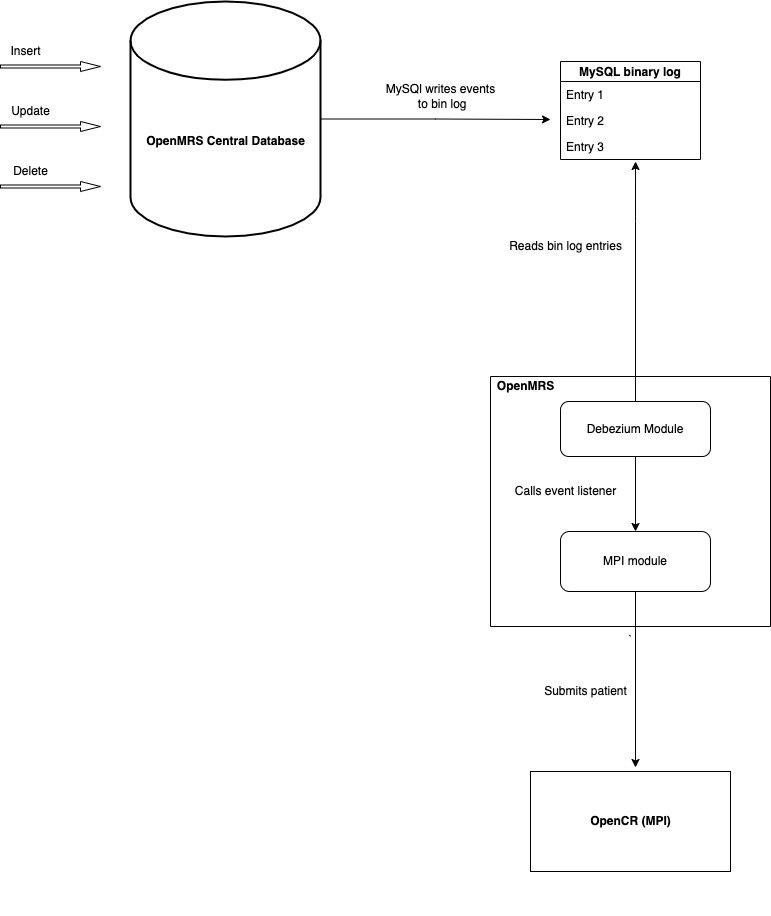 Insert
Update
Delete
OpenMRS Central Database
MySQl writes events
to bin log
MySQL binary log
Entry 1
Entry 2
Entry 3
Reads bin log entries
OpenMRS
Debezium Module
Calls event listener
MPI module
`
Submits patient
OpenCR (MPI)